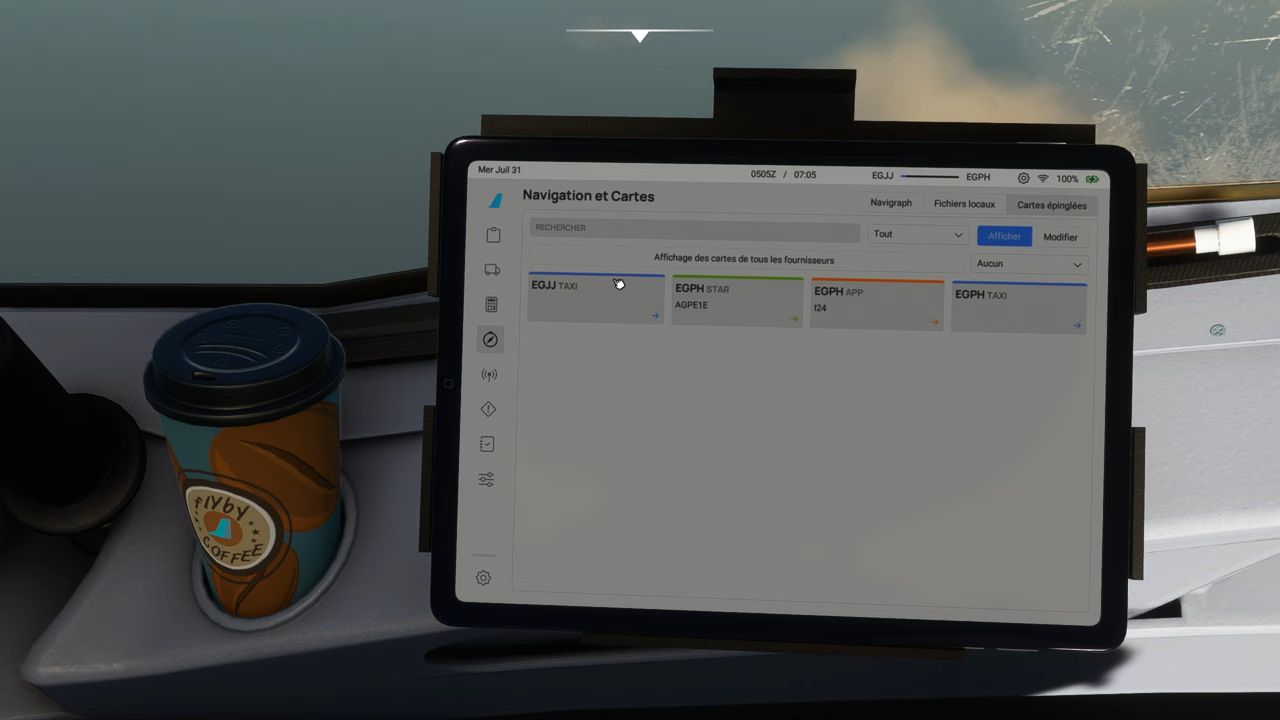 Mer Juil 31
0505Z / 07:05
EGJJ EGPH
100%
Navigation et Cartes
Navigraph
Fichiers locaux
Cartes épinglées
RECHERCHER
Tout
Afficher
Modifier
Affichage des cartes de tous les fournisseurs
Aucun
EGJJ TAXI
EGPH STAR
AGPE1E
EGPH APP
I24
EGPH TAXI
flyby
COFFEE